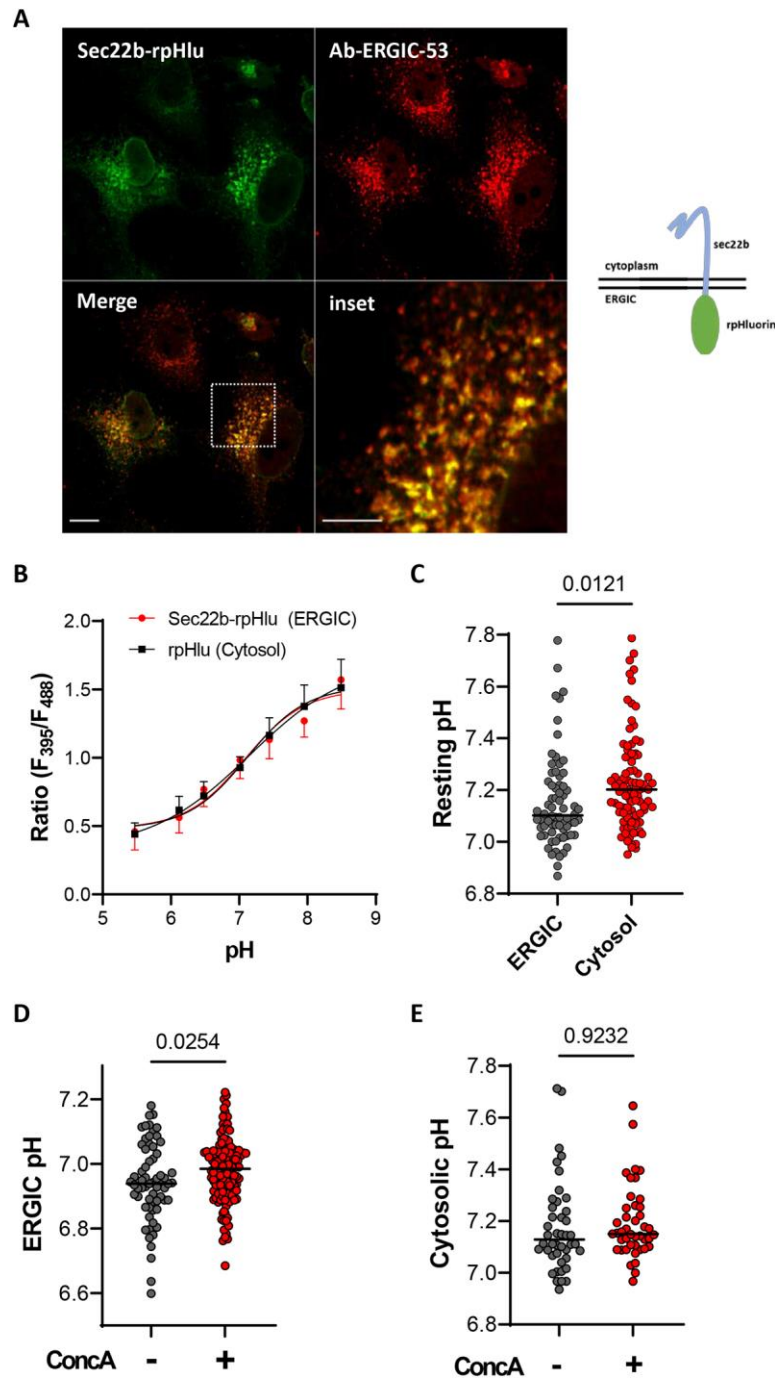 A
Sec22b-rpHlu
Ab-ERGIC-53
Merge
inset
sec22b
cytoplasm
ERGIC
rpHluorin
B
Ratio (F395/F488)
2.0
1.5
1.0
0.5
0.0
Sec22b-rpHlu (ERGIC)
rpHlu (Cytosol)
5 6 7 8 9
pH
C
0.0121
Resting pH
7.8
7.6
7.4
7.2
7.0
6.8
ERGIC Cytosol
D
0.0254
ERGIC pH
7.2
7.0
6.8
6.6
ConcA - +
E
0.9232
Cytosolic pH
7.8
7.6
7.4
7.2
7.0
6.8
ConcA - +